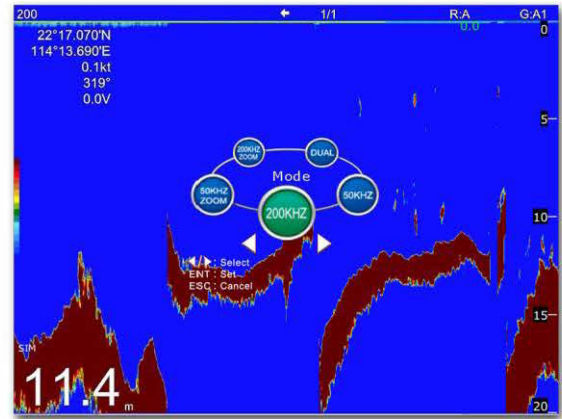 200 1/1 R:A G:A1
22°17.070'N
114°13.690'E
0.1kt
319°
0.0V
0.0
0
5
10
15
20
200KHZ
ZOOM
DUAL
Mode
50KHZ
ZOOM
50KHZ
200KHZ
◀/▶: Select
ENT : Set
ESC : Cancel
SIM
11.4 m